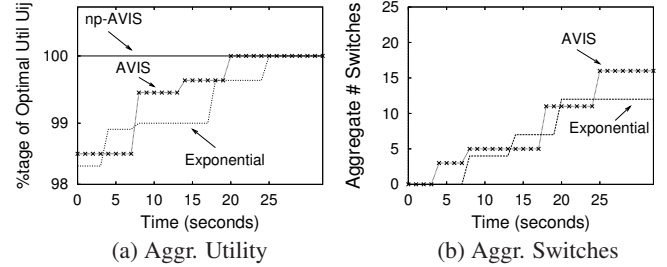 %tage of Optimal Util Uij
100
99
98
np-AVIS
AVIS
Exponential
0 5 10 15 20 25
Time (seconds)
(a) Aggr. Utility
Aggregate # Switches
25
20
15
10
5
0
AVIS
Exponential
0 5 10 15 20 25 30
Time (seconds)
(b) Aggr. Switches